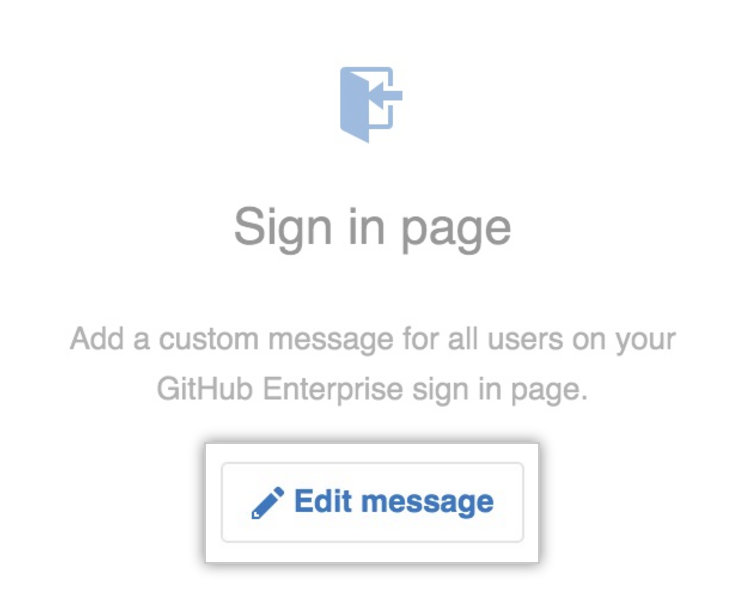 Sign in page
Add a custom message for all users on your
GitHub Enterprise sign in page.
Edit message